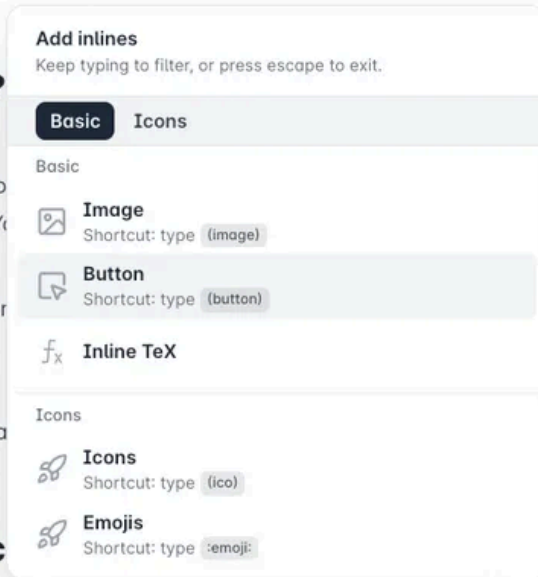 Add inlines
Keep typing to filter, or press escape to exit.
Basic Icons
Basic
Image
Shortcut: type (image)
Button
Shortcut: type (button)
fx Inline TeX
Icons
Icons
Shortcut: type (ico)
Emojis
Shortcut: type :emoji: